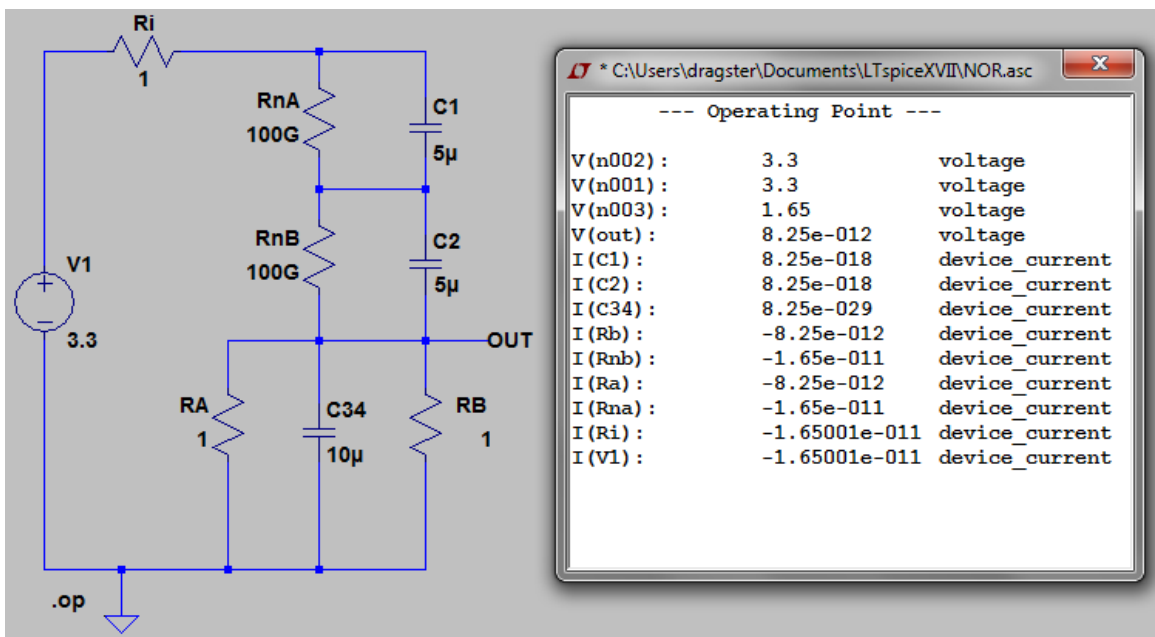 Ri
1
RnA
100G
C1
5µ
RnB
100G
C2
5µ
V1
3.3
OUT
RA
1
C34
10µ
RB
1
.op
* C:\Users\dragster\Documents\LTspiceXVII\NOR.asc
--- Operating Point ---
V(n002): 3.3 voltage
V(n001): 3.3 voltage
V(n003): 1.65 voltage
V(out): 8.25e-012 voltage
I(C1): 8.25e-018 device_current
I(C2): 8.25e-018 device_current
I(C34): 8.25e-029 device_current
I(Rb): -8.25e-012 device_current
I(Rnb): -1.65e-011 device_current
I(Ra): -8.25e-012 device_current
I(Rna): -1.65e-011 device_current
I(Ri): -1.65001e-011 device_current
I(V1): -1.65001e-011 device_current